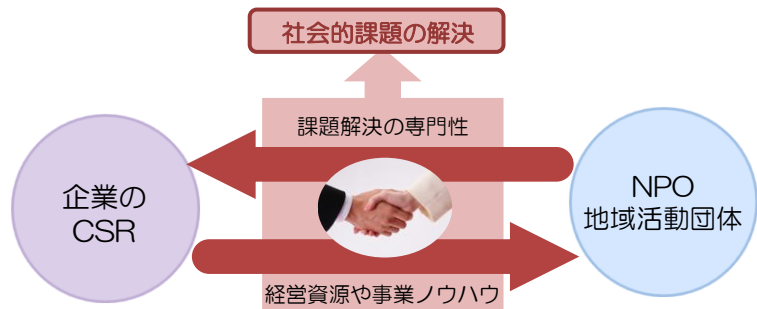 社会的課題の解決
課題解決の専門性
企業の
CSR
NPO
地域活動団体
経営資源や事業ノウハウ